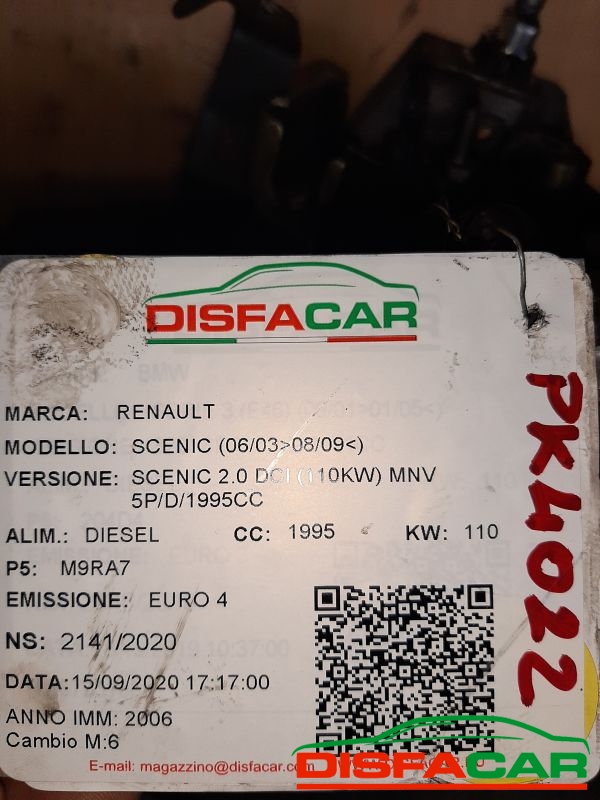 DISFACAR
MARCA: RENAULT
MODELLO: SCENIC (06/03>08/09<)
VERSIONE: SCENIC 2.0 DCI (110KW) MNV
5P/D/1995CC
ALIM.: DIESEL CC: 1995 KW: 110
P5: M9RA7
EMISSIONE: EURO 4
NS: 2141/2020
DATA:15/09/2020 17:17:00
ANNO IMM: 2006
Cambio M:6
E-mail: magazzino@disfacar.com
PK4022
DISFACAR